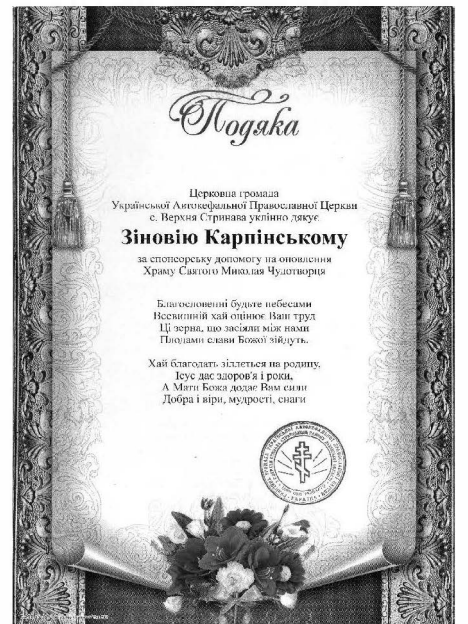 Подяка
Церковна громада
Української Автокефальної Православної Церкви
с. Верхня Стринава уклінно дякує
Зіновію Карпінському
за спонсорську допомогу на оновлення
Храму Святого Миколая Чудотворця
Благословенні будьте небесами
Всевишній хай оцінює Ваш труд
Ці зерна, що засіяли між нами
Плодами слави Божої зійдуть.
Хай благодать зіллеться на родину,
Ісус дає здоров'я і роки,
А Мати Божа додає Вам сили
Добра і віри, мудрості, снаги